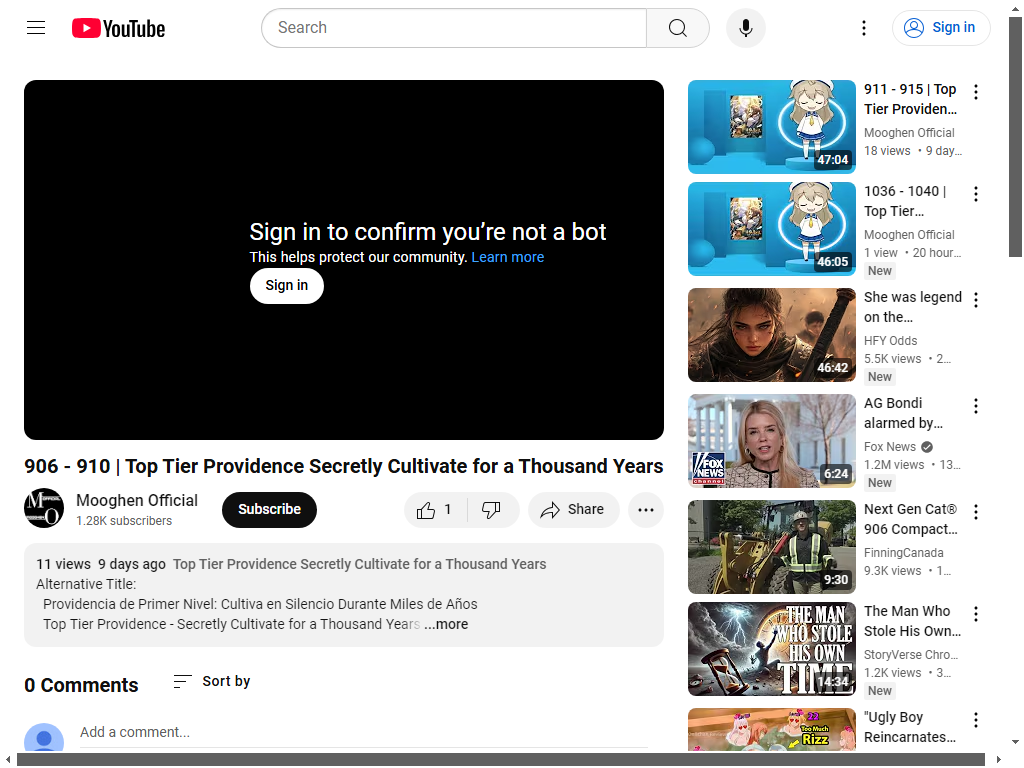 YouTube
Search
Sign in
Sign in to confirm you’re not a bot
This helps protect our community. Learn more
Sign in
906 - 910 | Top Tier Providence Secretly Cultivate for a Thousand Years
Mooghen Official
1.28K subscribers
Subscribe
1
Share
11 views 9 days ago Top Tier Providence Secretly Cultivate for a Thousand Years
Alternative Title:
Providencia de Primer Nivel: Cultiva en Silencio Durante Miles de Años
Top Tier Providence - Secretly Cultivate for a Thousand Years ...more
0 Comments
Sort by
Add a comment...
47:04
911 - 915 | Top
Tier Providen...
Mooghen Official
18 views • 9 day...
46:05
1036 - 1040 |
Top Tier...
Mooghen Official
1 view • 20 hour...
New
46:42
She was legend
on the...
HFY Odds
5.5K views • 2...
New
FOX
NEWS
channel
6:24
AG Bondi
alarmed by...
Fox News
1.2M views • 13...
New
9:30
Next Gen Cat®
906 Compact...
FinningCanada
9.3K views • 1...
THE MAN
WHO STOLE
HIS OWN
TIME
14:34
The Man Who
Stole His Own...
StoryVerse Chro...
1.2K views • 3...
New
22
Too Much
Rizz
"Ugly Boy
Reincarnates...